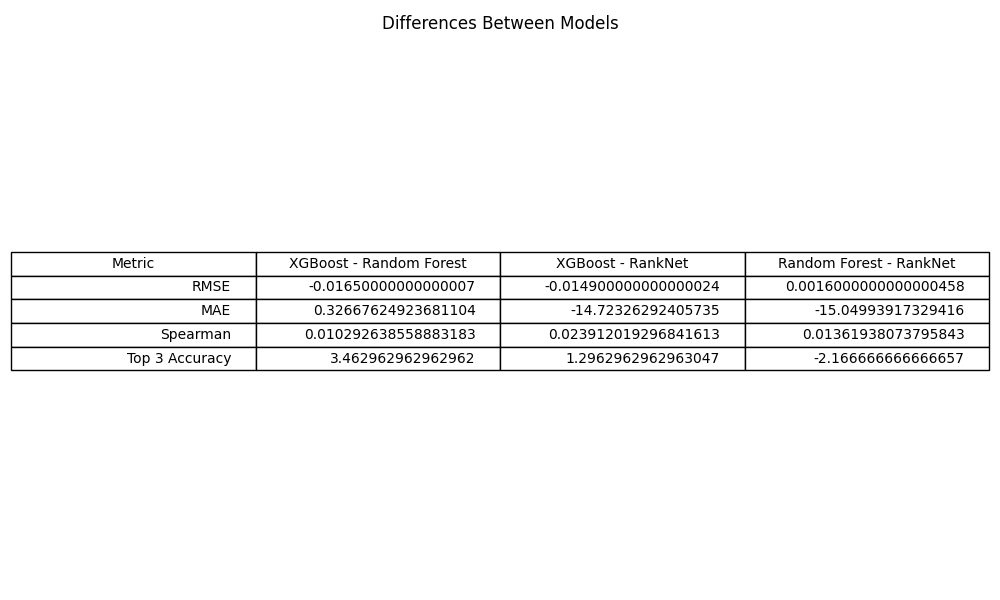 Differences Between Models
Metric XGBoost - Random Forest XGBoost - RankNet Random Forest - RankNet
RMSE -0.01650000000000007 -0.014900000000000024 0.0016000000000000458
MAE 0.32667624923681104 -14.72326292405735 -15.04993917329416
Spearman 0.010292638558883183 0.023912019296841613 0.01361938073795843
Top 3 Accuracy 3.462962962962962 1.2962962962963047 -2.166666666666657